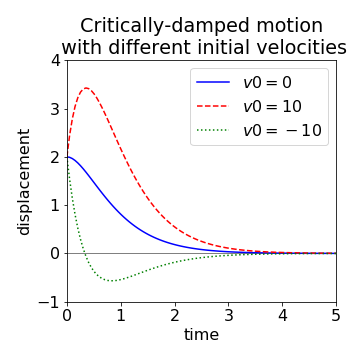 Critically-damped motion
with different initial velocities
4
3
2
1
0
−1
displacement
v0 = 0
v0 = 10
v0 = −10
0 1 2 3 4 5
time